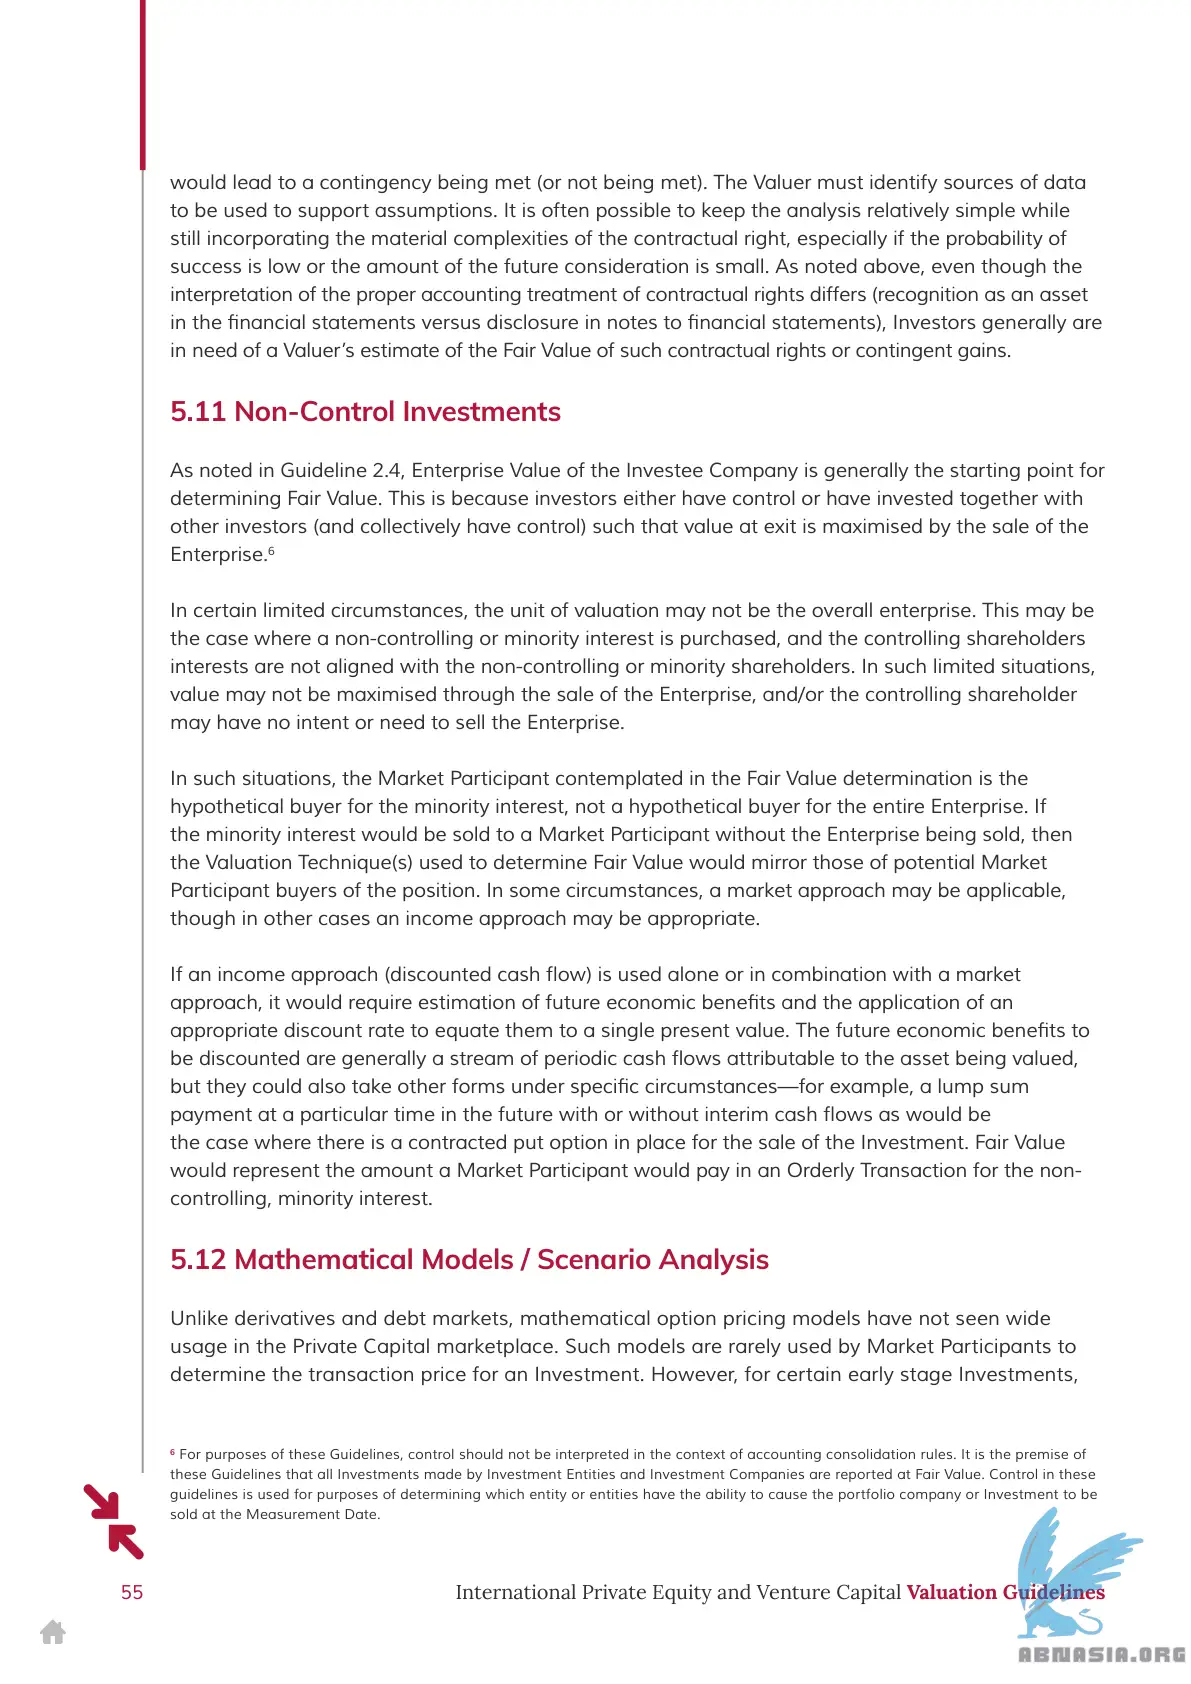 would lead to a contingency being met (or not being met). The Valuer must identify sources of data
to be used to support assumptions. It is often possible to keep the analysis relatively simple while
still incorporating the material complexities of the contractual right, especially if the probability of
success is low or the amount of the future consideration is small. As noted above, even though the
interpretation of the proper accounting treatment of contractual rights differs (recognition as an asset
in the financial statements versus disclosure in notes to financial statements), Investors generally are
in need of a Valuer’s estimate of the Fair Value of such contractual rights or contingent gains.
5.11 Non-Control Investments
As noted in Guideline 2.4, Enterprise Value of the Investee Company is generally the starting point for
determining Fair Value. This is because investors either have control or have invested together with
other investors (and collectively have control) such that value at exit is maximised by the sale of the
Enterprise.⁶
In certain limited circumstances, the unit of valuation may not be the overall enterprise. This may be
the case where a non-controlling or minority interest is purchased, and the controlling shareholders
interests are not aligned with the non-controlling or minority shareholders. In such limited situations,
value may not be maximised through the sale of the Enterprise, and/or the controlling shareholder
may have no intent or need to sell the Enterprise.
In such situations, the Market Participant contemplated in the Fair Value determination is the
hypothetical buyer for the minority interest, not a hypothetical buyer for the entire Enterprise. If
the minority interest would be sold to a Market Participant without the Enterprise being sold, then
the Valuation Technique(s) used to determine Fair Value would mirror those of potential Market
Participant buyers of the position. In some circumstances, a market approach may be applicable,
though in other cases an income approach may be appropriate.
If an income approach (discounted cash flow) is used alone or in combination with a market
approach, it would require estimation of future economic benefits and the application of an
appropriate discount rate to equate them to a single present value. The future economic benefits to
be discounted are generally a stream of periodic cash flows attributable to the asset being valued,
but they could also take other forms under specific circumstances—for example, a lump sum
payment at a particular time in the future with or without interim cash flows as would be
the case where there is a contracted put option in place for the sale of the Investment. Fair Value
would represent the amount a Market Participant would pay in an Orderly Transaction for the non-
controlling, minority interest.
5.12 Mathematical Models / Scenario Analysis
Unlike derivatives and debt markets, mathematical option pricing models have not seen wide
usage in the Private Capital marketplace. Such models are rarely used by Market Participants to
determine the transaction price for an Investment. However, for certain early stage Investments,
⁶ For purposes of these Guidelines, control should not be interpreted in the context of accounting consolidation rules. It is the premise of
these Guidelines that all Investments made by Investment Entities and Investment Companies are reported at Fair Value. Control in these
guidelines is used for purposes of determining which entity or entities have the ability to cause the portfolio company or Investment to be
sold at the Measurement Date.
55
International Private Equity and Venture Capital Valuation Guidelines
ABNASIA.ORG